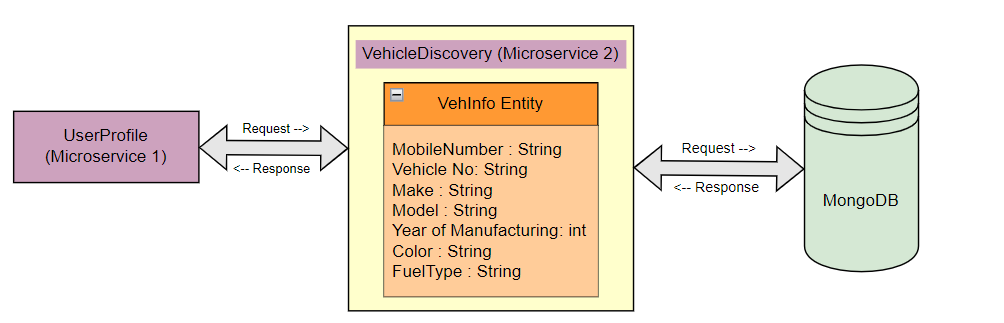 UserProfile
(Microservice 1)
Request -->
<-- Response
VehicleDiscovery (Microservice 2)
VehInfo Entity
MobileNumber : String
Vehicle No: String
Make : String
Model : String
Year of Manufacturing: int
Color : String
FuelType : String
Request -->
<-- Response
MongoDB